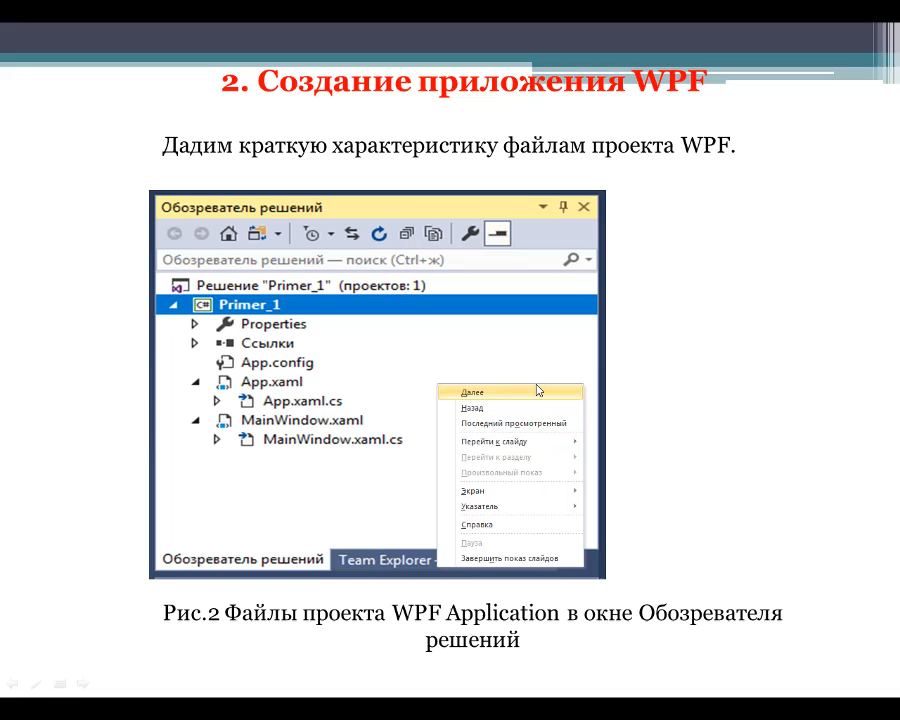 2. Создание приложения WPF
Дадим краткую характеристику файлам проекта WPF.
Обозреватель решений
Обозреватель решений — поиск (Ctrl+ж)
Решение "Primer_1" (проектов: 1)
C# Primer_1
Properties
Ссылки
App.config
App.xaml
App.xaml.cs
MainWindow.xaml
MainWindow.xaml.cs
Далее
Назад
Последний просмотренный
Перейти к слайду
Перейти к разделу
Произвольный показ
Экран
Указатель
Справка
Пауза
Завершить показ слайдов
Обозреватель решений Team Explorer -
Рис.2 Файлы проекта WPF Application в окне Обозревателя
решений